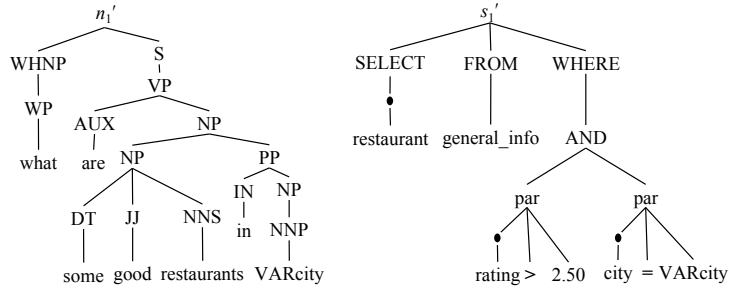 n₁′ s₁′
WHNP S SELECT FROM WHERE
WP VP
AUX NP
what are restaurant general_info AND
NP PP
IN NP par par
DT JJ NNS in NNP
some good restaurants VARcity rating > 2.50 city = VARcity